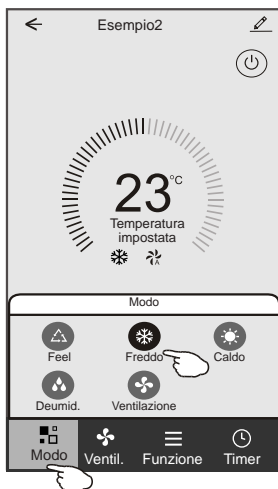 Esempio2
23°C
Temperatura
impostata
A
Modo
Feel
Freddo
Caldo
Deumid.
Ventilazione
Modo
Ventil.
Funzione
Timer